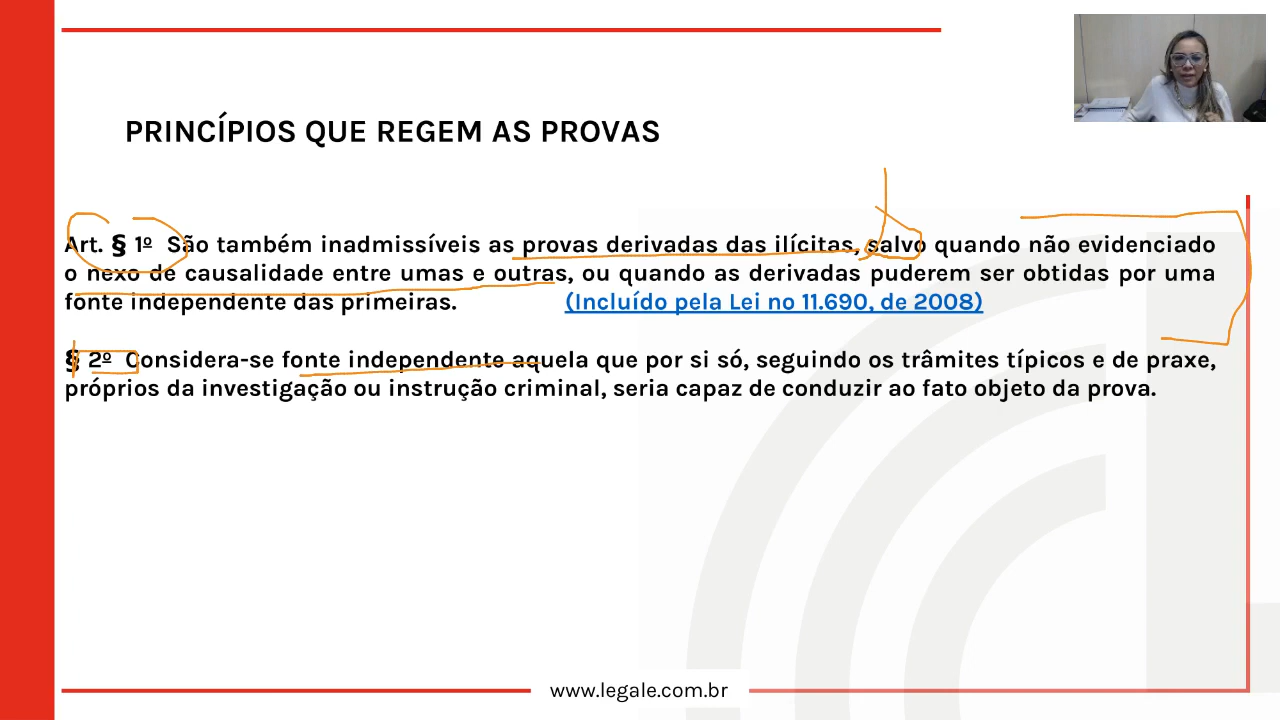 PRINCÍPIOS QUE REGEM AS PROVAS
Art. § 1º São também inadmissíveis as provas derivadas das ilícitas, salvo quando não evidenciado
o nexo de causalidade entre umas e outras, ou quando as derivadas puderem ser obtidas por uma
fonte independente das primeiras. (Incluído pela Lei no 11.690, de 2008)
§ 2º Considera-se fonte independente aquela que por si só, seguindo os trâmites típicos e de praxe,
próprios da investigação ou instrução criminal, seria capaz de conduzir ao fato objeto da prova.
www.legale.com.br